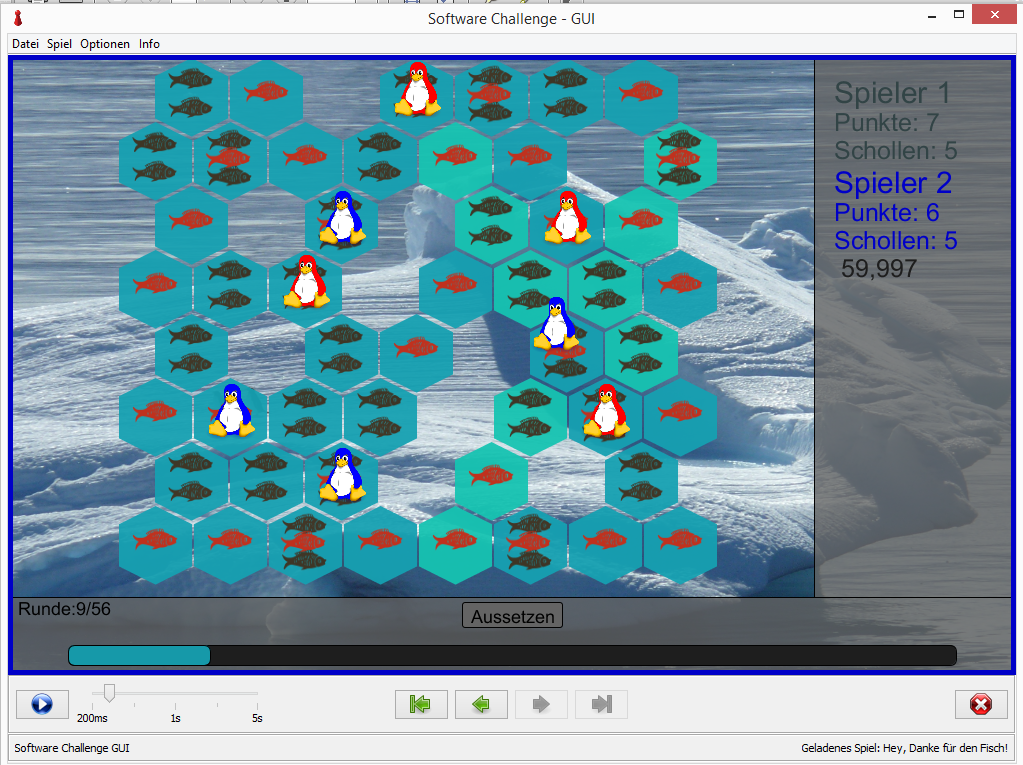 Software Challenge - GUI
Datei Spiel Optionen Info
Spieler 1
Punkte: 7
Schollen: 5
Spieler 2
Punkte: 6
Schollen: 5
59,997
Runde:9/56
Aussetzen
200ms 1s 5s
Software Challenge GUI
Geladenes Spiel: Hey, Danke für den Fisch!